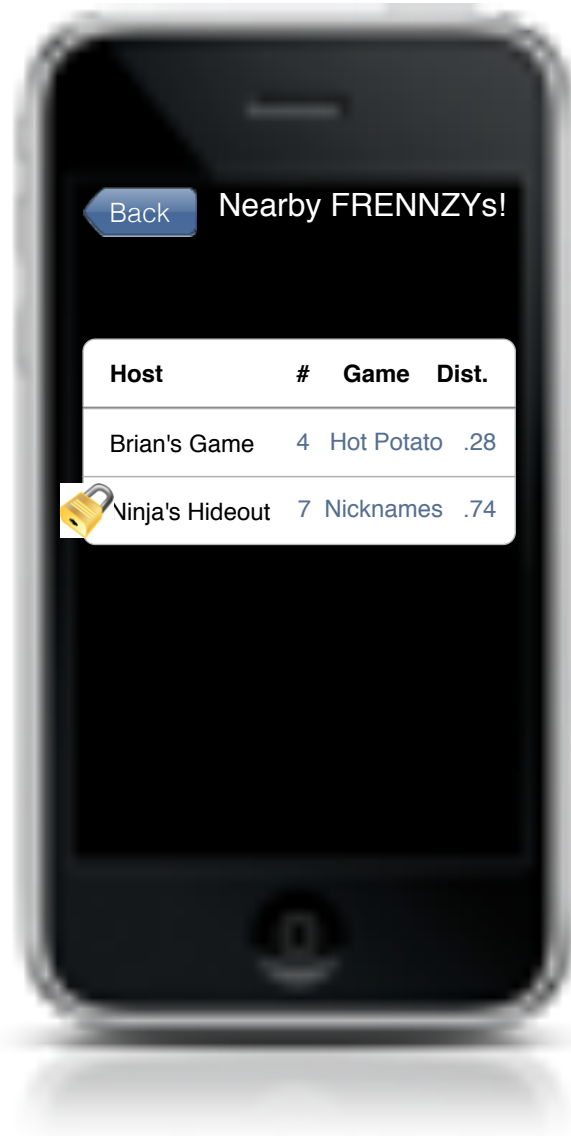 Back Nearby FRENNZYs!
Host # Game Dist.
Brian's Game 4 Hot Potato .28
Ninja's Hideout 7 Nicknames .74